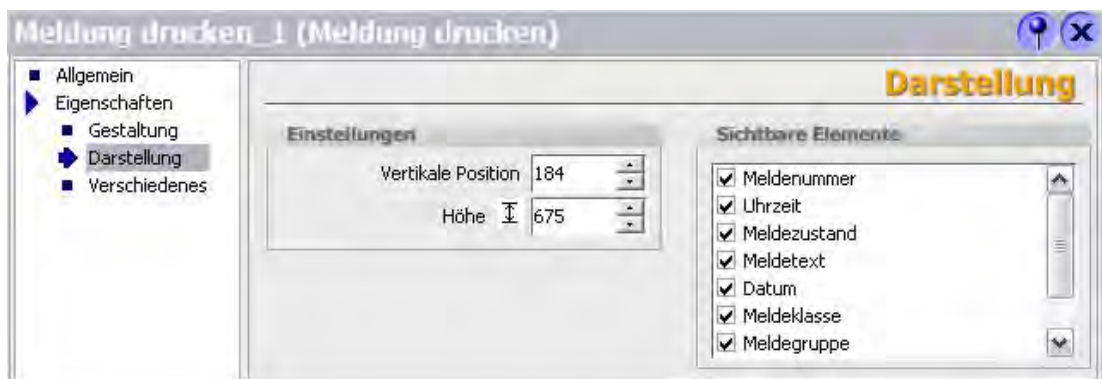 Meldung drucken_1 (Meldung drucken)
Allgemein
Eigenschaften
Gestaltung
Darstellung
Verschiedenes
Darstellung
Einstellungen
Vertikale Position 184
Höhe 675
Sichtbare Elemente
Meldenummer
Uhrzeit
Meldezustand
Meldetext
Datum
Meldeklasse
Meldegruppe